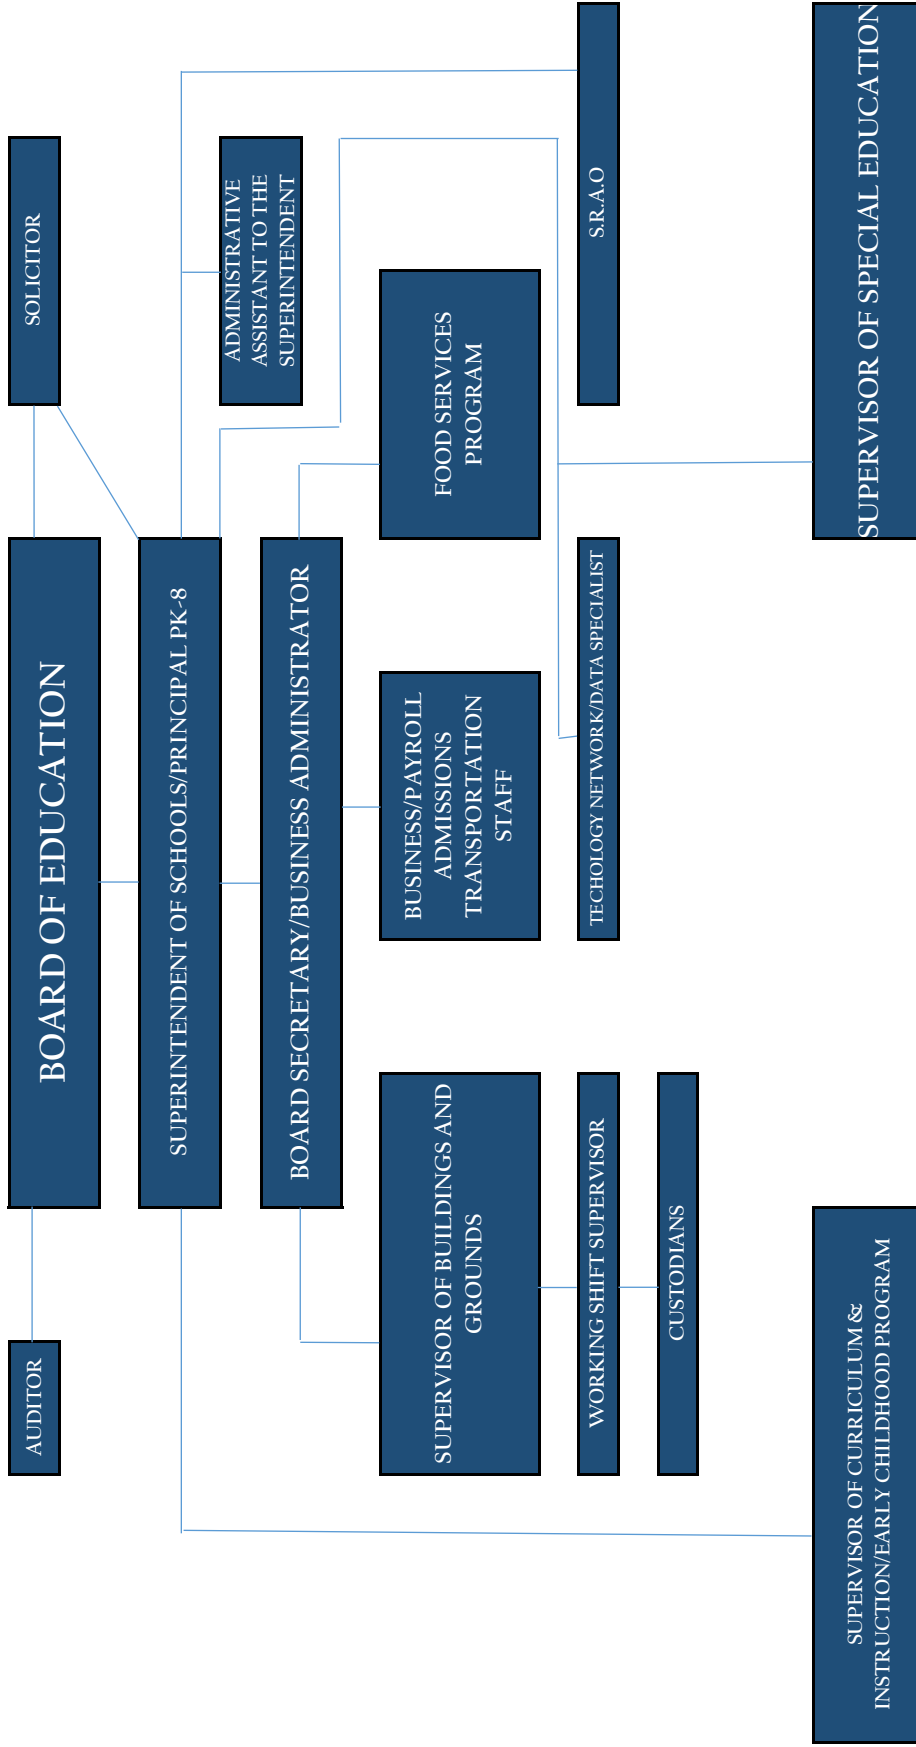 AUDITOR
BOARD OF EDUCATION
SOLICITOR
SUPERINTENDENT OF SCHOOLS/PRINCIPAL PK-8
ADMINISTRATIVE
ASSISTANT TO THE
SUPERINTENDENT
BOARD SECRETARY/BUSINESS ADMINISTRATOR
SUPERVISOR OF BUILDINGS AND
GROUNDS
BUSINESS/PAYROLL
ADMISSIONS
TRANSPORTATION
STAFF
FOOD SERVICES
PROGRAM
WORKING SHIFT SUPERVISOR
TECHOLOGY NETWORK/DATA SPECIALIST
S.R.A.O
CUSTODIANS
SUPERVISOR OF CURRICULUM &
INSTRUCTION/EARLY CHILDHOOD PROGRAM
SUPERVISOR OF SPECIAL EDUCATION